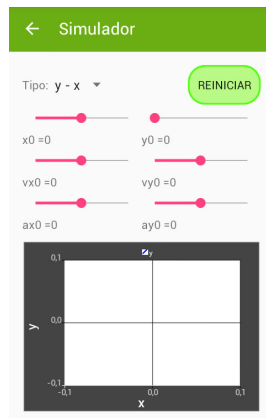 Simulador
Tipo: y - x
REINICIAR
x0 =0 y0 =0
vx0 =0 vy0 =0
ax0 =0 ay0 =0
y
0,1
y
0,0
-0,1
-0,1 0,0 0,1
x